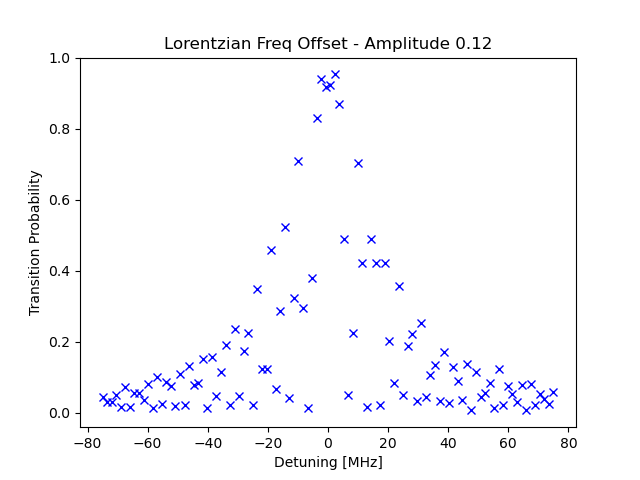 Lorentzian Freq Offset - Amplitude 0.12
1.0
0.8
0.6
0.4
0.2
0.0
Transition Probability
−80 −60 −40 −20 0 20 40 60 80
Detuning [MHz]